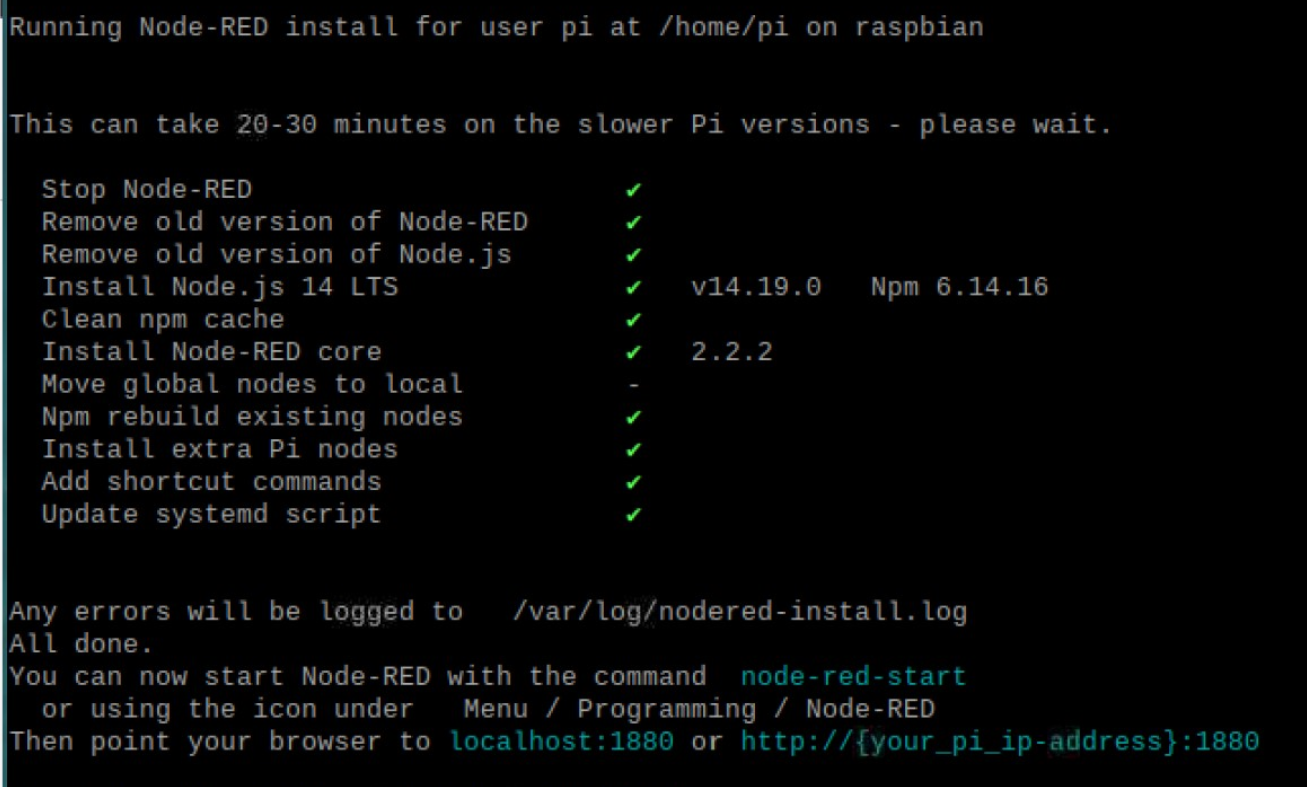 Running Node-RED install for user pi at /home/pi on raspbian
This can take 20-30 minutes on the slower Pi versions - please wait.
Stop Node-RED ✔
Remove old version of Node-RED ✔
Remove old version of Node.js ✔
Install Node.js 14 LTS ✔ v14.19.0 Npm 6.14.16
Clean npm cache ✔
Install Node-RED core ✔ 2.2.2
Move global nodes to local -
Npm rebuild existing nodes ✔
Install extra Pi nodes ✔
Add shortcut commands ✔
Update systemd script ✔
Any errors will be logged to /var/log/nodered-install.log
All done.
You can now start Node-RED with the command node-red-start
or using the icon under Menu / Programming / Node-RED
Then point your browser to localhost:1880 or http://{your_pi_ip-address}:1880